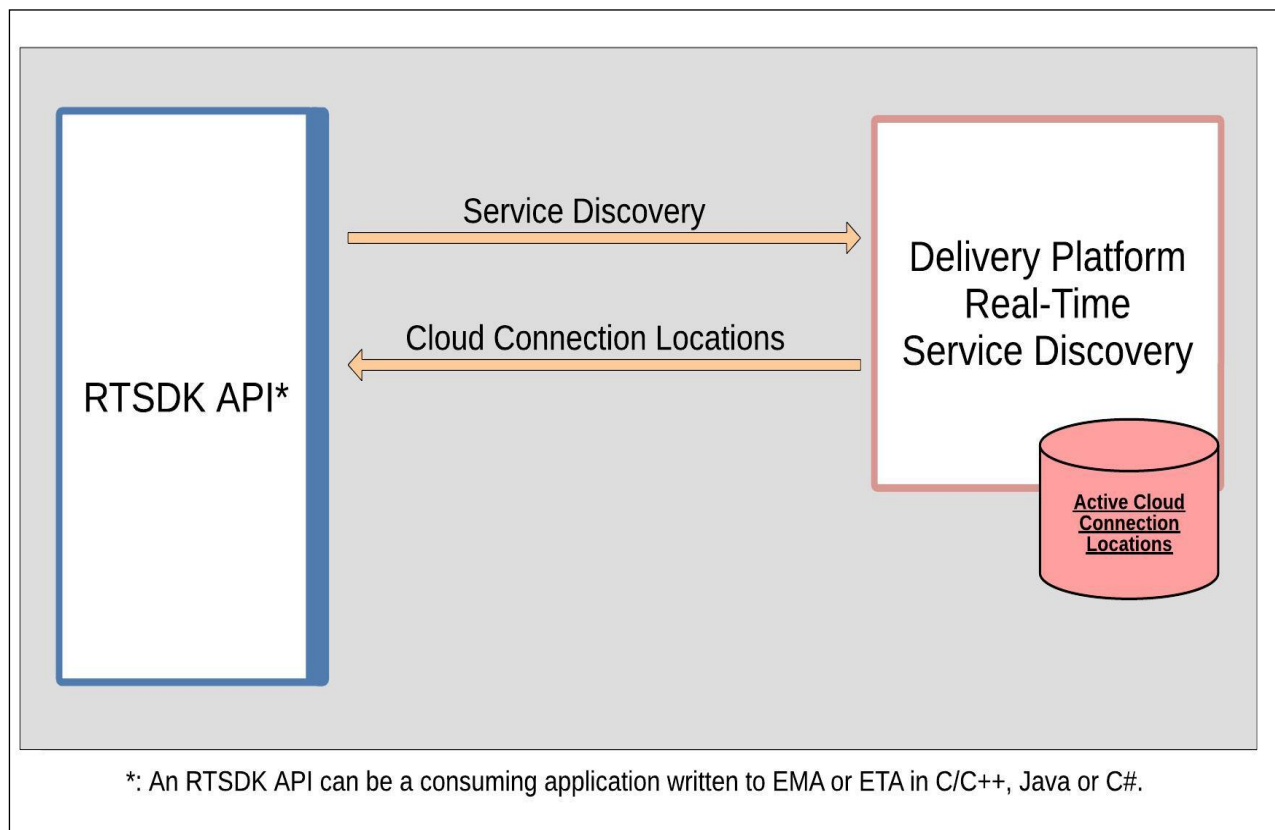 Service Discovery
Cloud Connection Locations
RTSDK API*
Delivery Platform
Real-Time
Service Discovery
Active Cloud
Connection
Locations
*: An RTSDK API can be a consuming application written to EMA or ETA in C/C++, Java or C#.